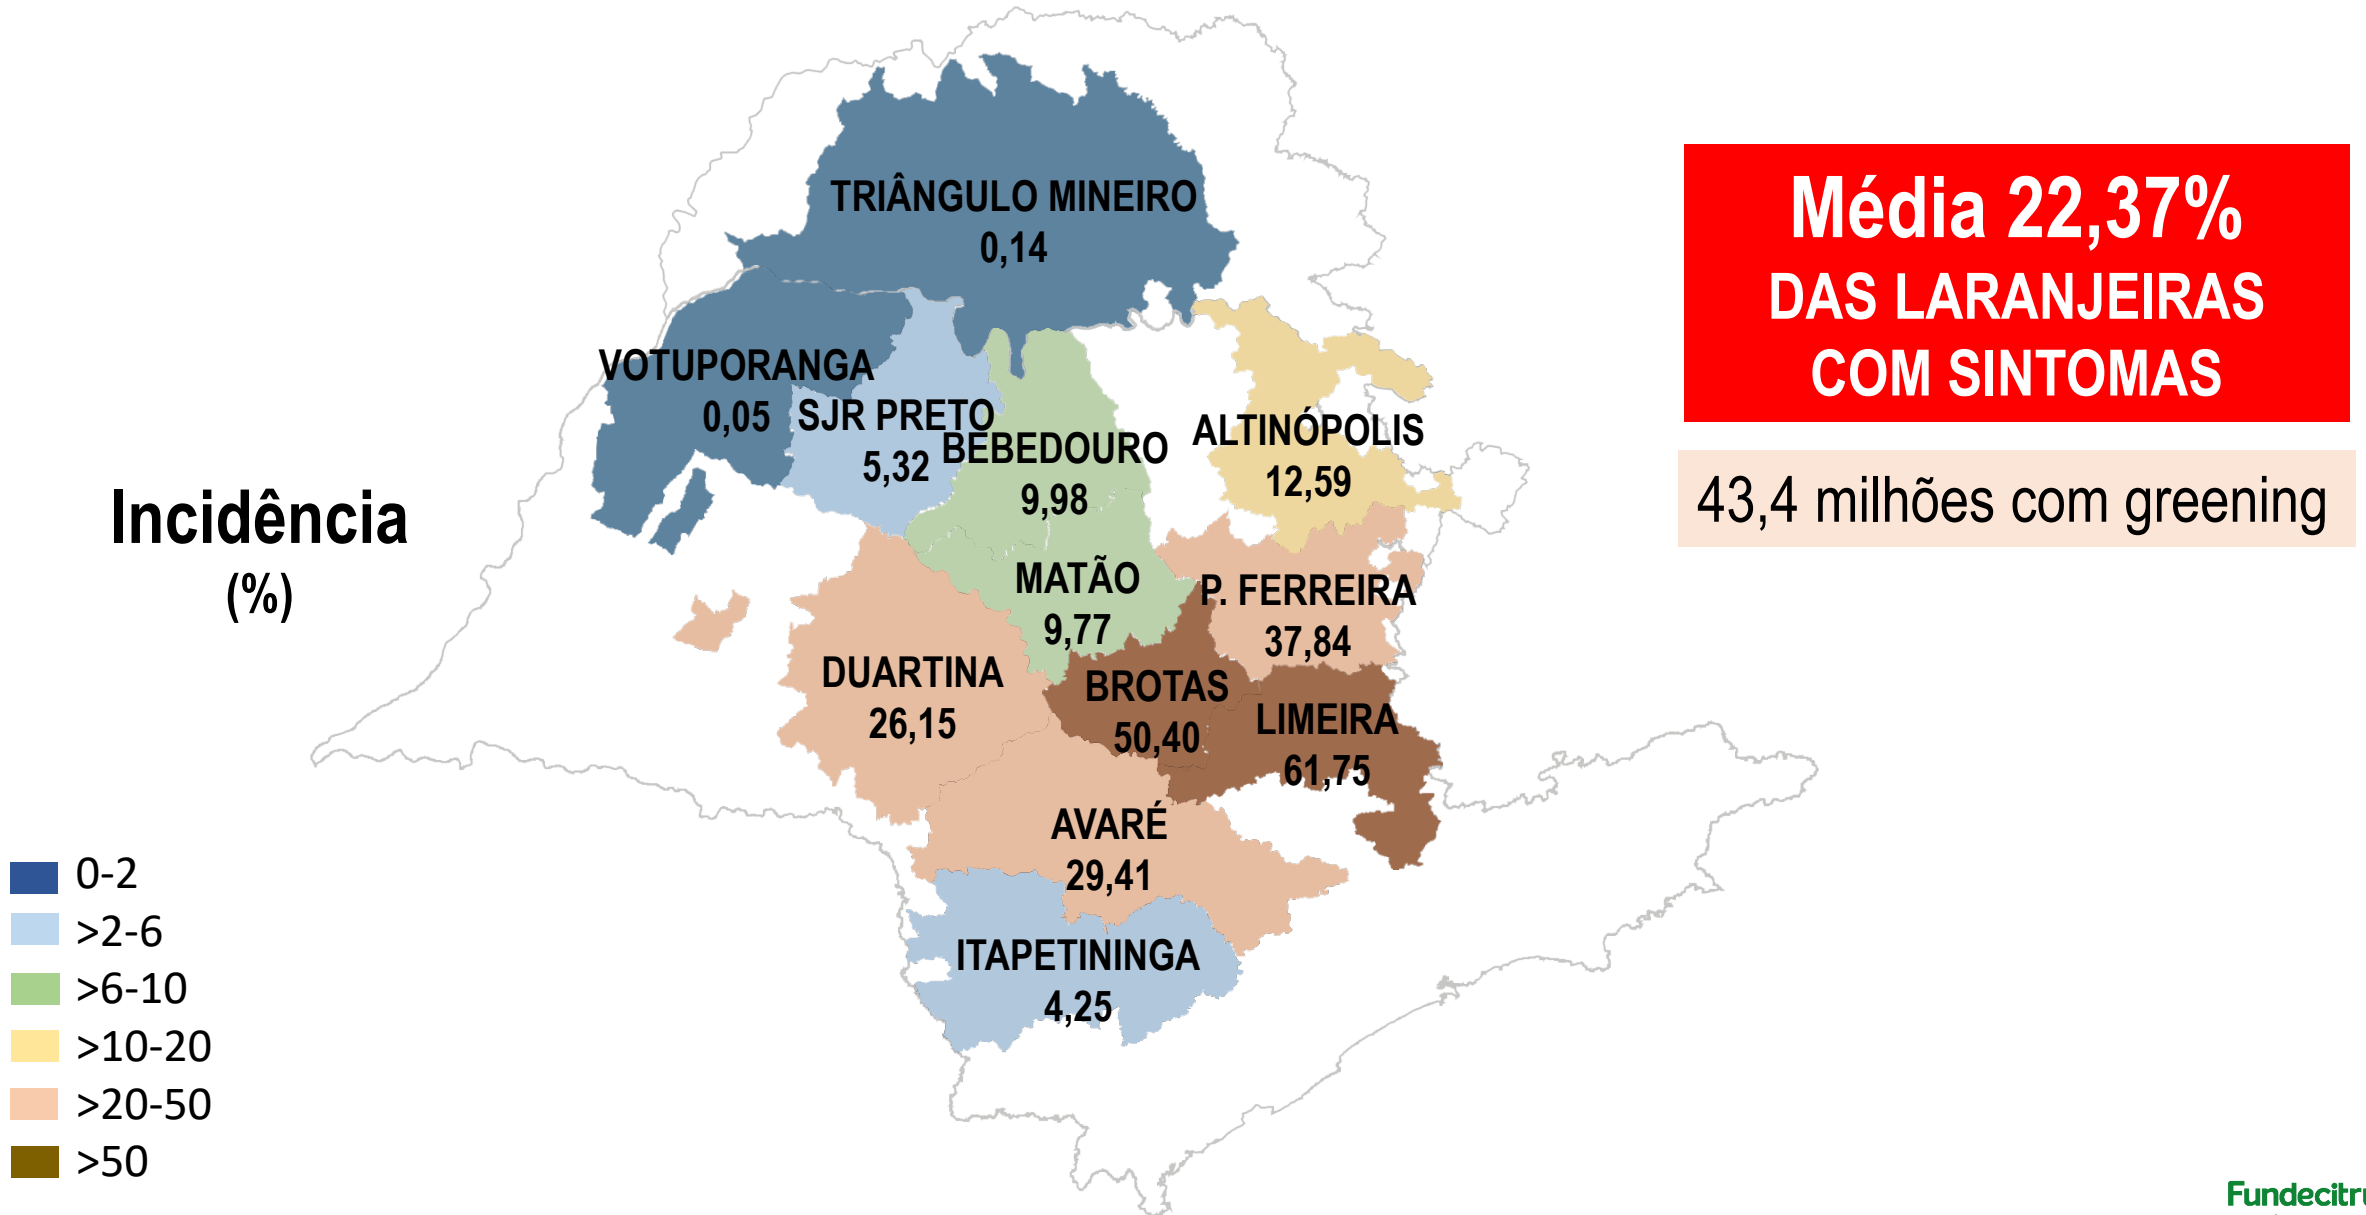 TRIÂNGULO MINEIRO
0,14
VOTUPORANGA
0,05
SJR PRETO
5,32
BEBEDOURO
9,98
ALTINÓPOLIS
12,59
MATÃO
9,77
P. FERREIRA
37,84
DUARTINA
26,15
BROTAS
50,40
LIMEIRA
61,75
AVARÉ
29,41
ITAPETININGA
4,25
Média 22,37%
DAS LARANJEIRAS
COM SINTOMAS
43,4 milhões com greening
Incidência
(%)
0-2
>2-6
>6-10
>10-20
>20-50
>50